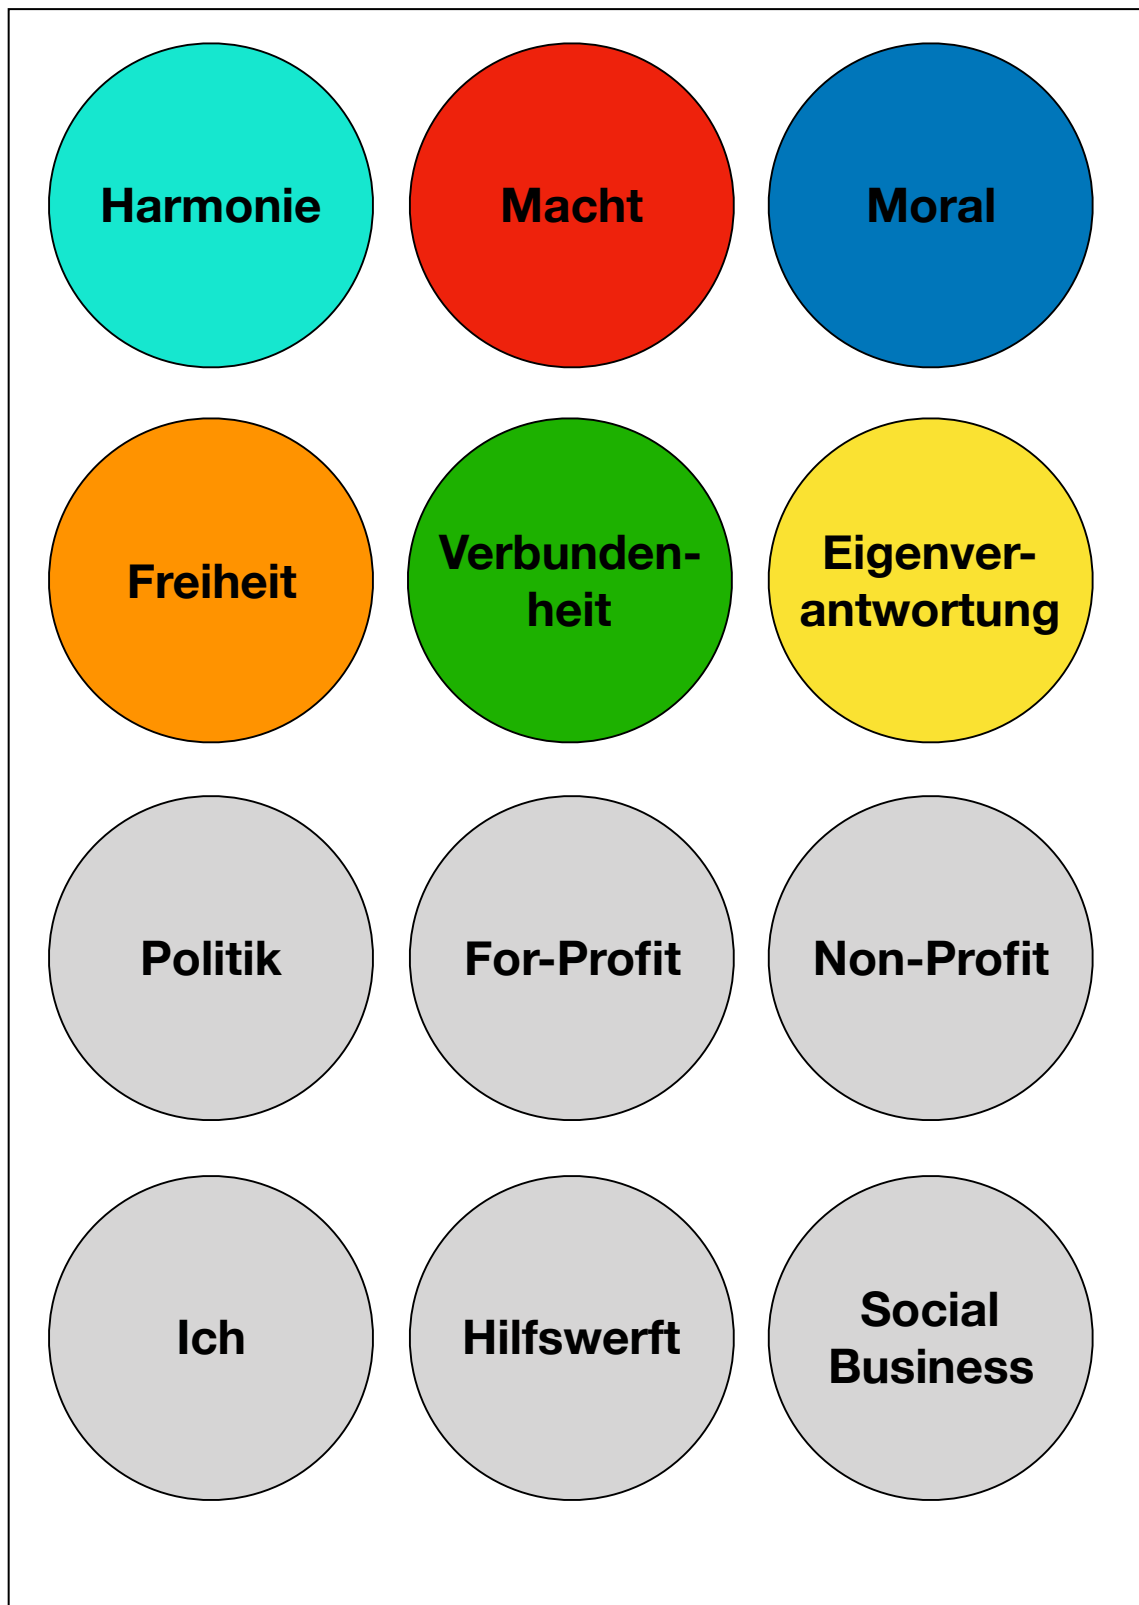 Harmonie
Macht
Moral
Freiheit
Verbunden-
heit
Eigenver-
antwortung
Politik
For-Profit
Non-Profit
Ich
Hilfswerft
Social
Business